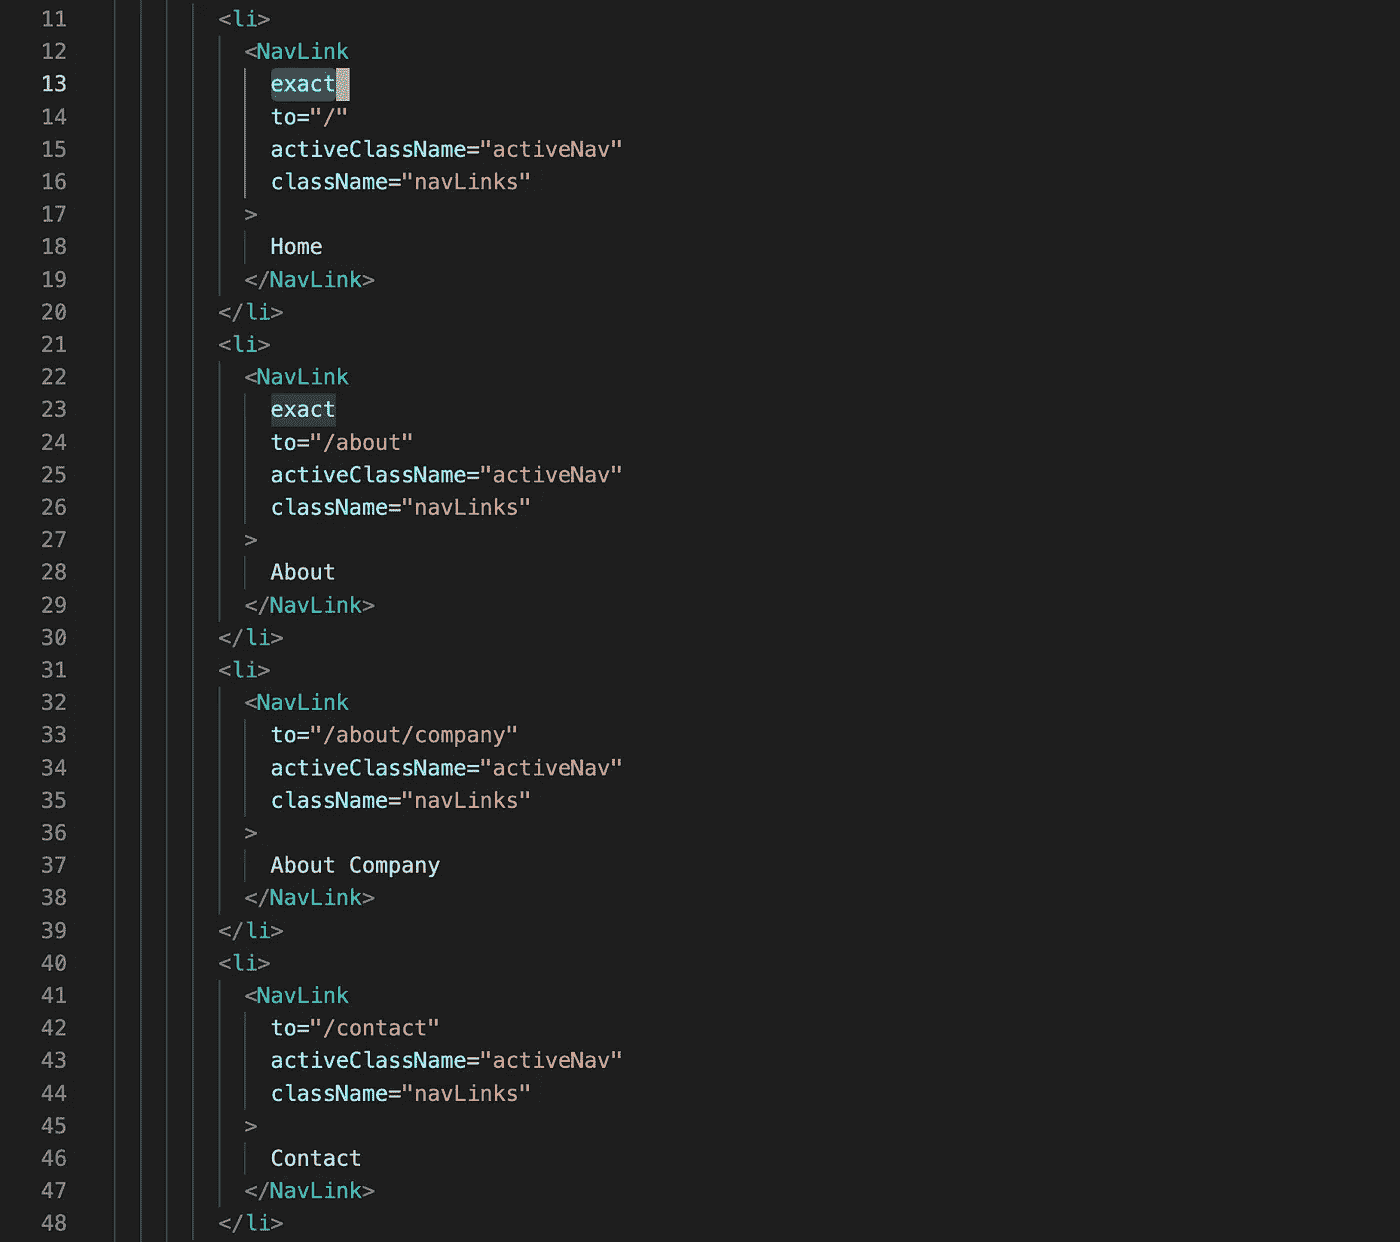 11 <li>
12 <NavLink
13 exact
14 to="/"
15 activeClassName="activeNav"
16 className="navLinks"
17 >
18 Home
19 </NavLink>
20 </li>
21 <li>
22 <NavLink
23 exact
24 to="/about"
25 activeClassName="activeNav"
26 className="navLinks"
27 >
28 About
29 </NavLink>
30 </li>
31 <li>
32 <NavLink
33 to="/about/company"
34 activeClassName="activeNav"
35 className="navLinks"
36 >
37 About Company
38 </NavLink>
39 </li>
40 <li>
41 <NavLink
42 to="/contact"
43 activeClassName="activeNav"
44 className="navLinks"
45 >
46 Contact
47 </NavLink>
48 </li>